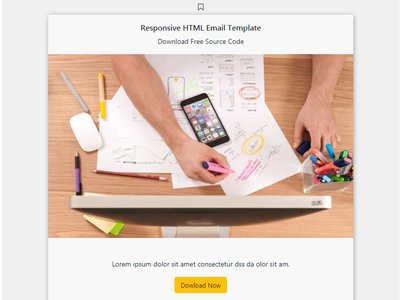 Responsive HTML Email Template
Download Free Source Code
Lorem ipsum dolor sit amet consectetur dss da olor sit am.
Dowload Now